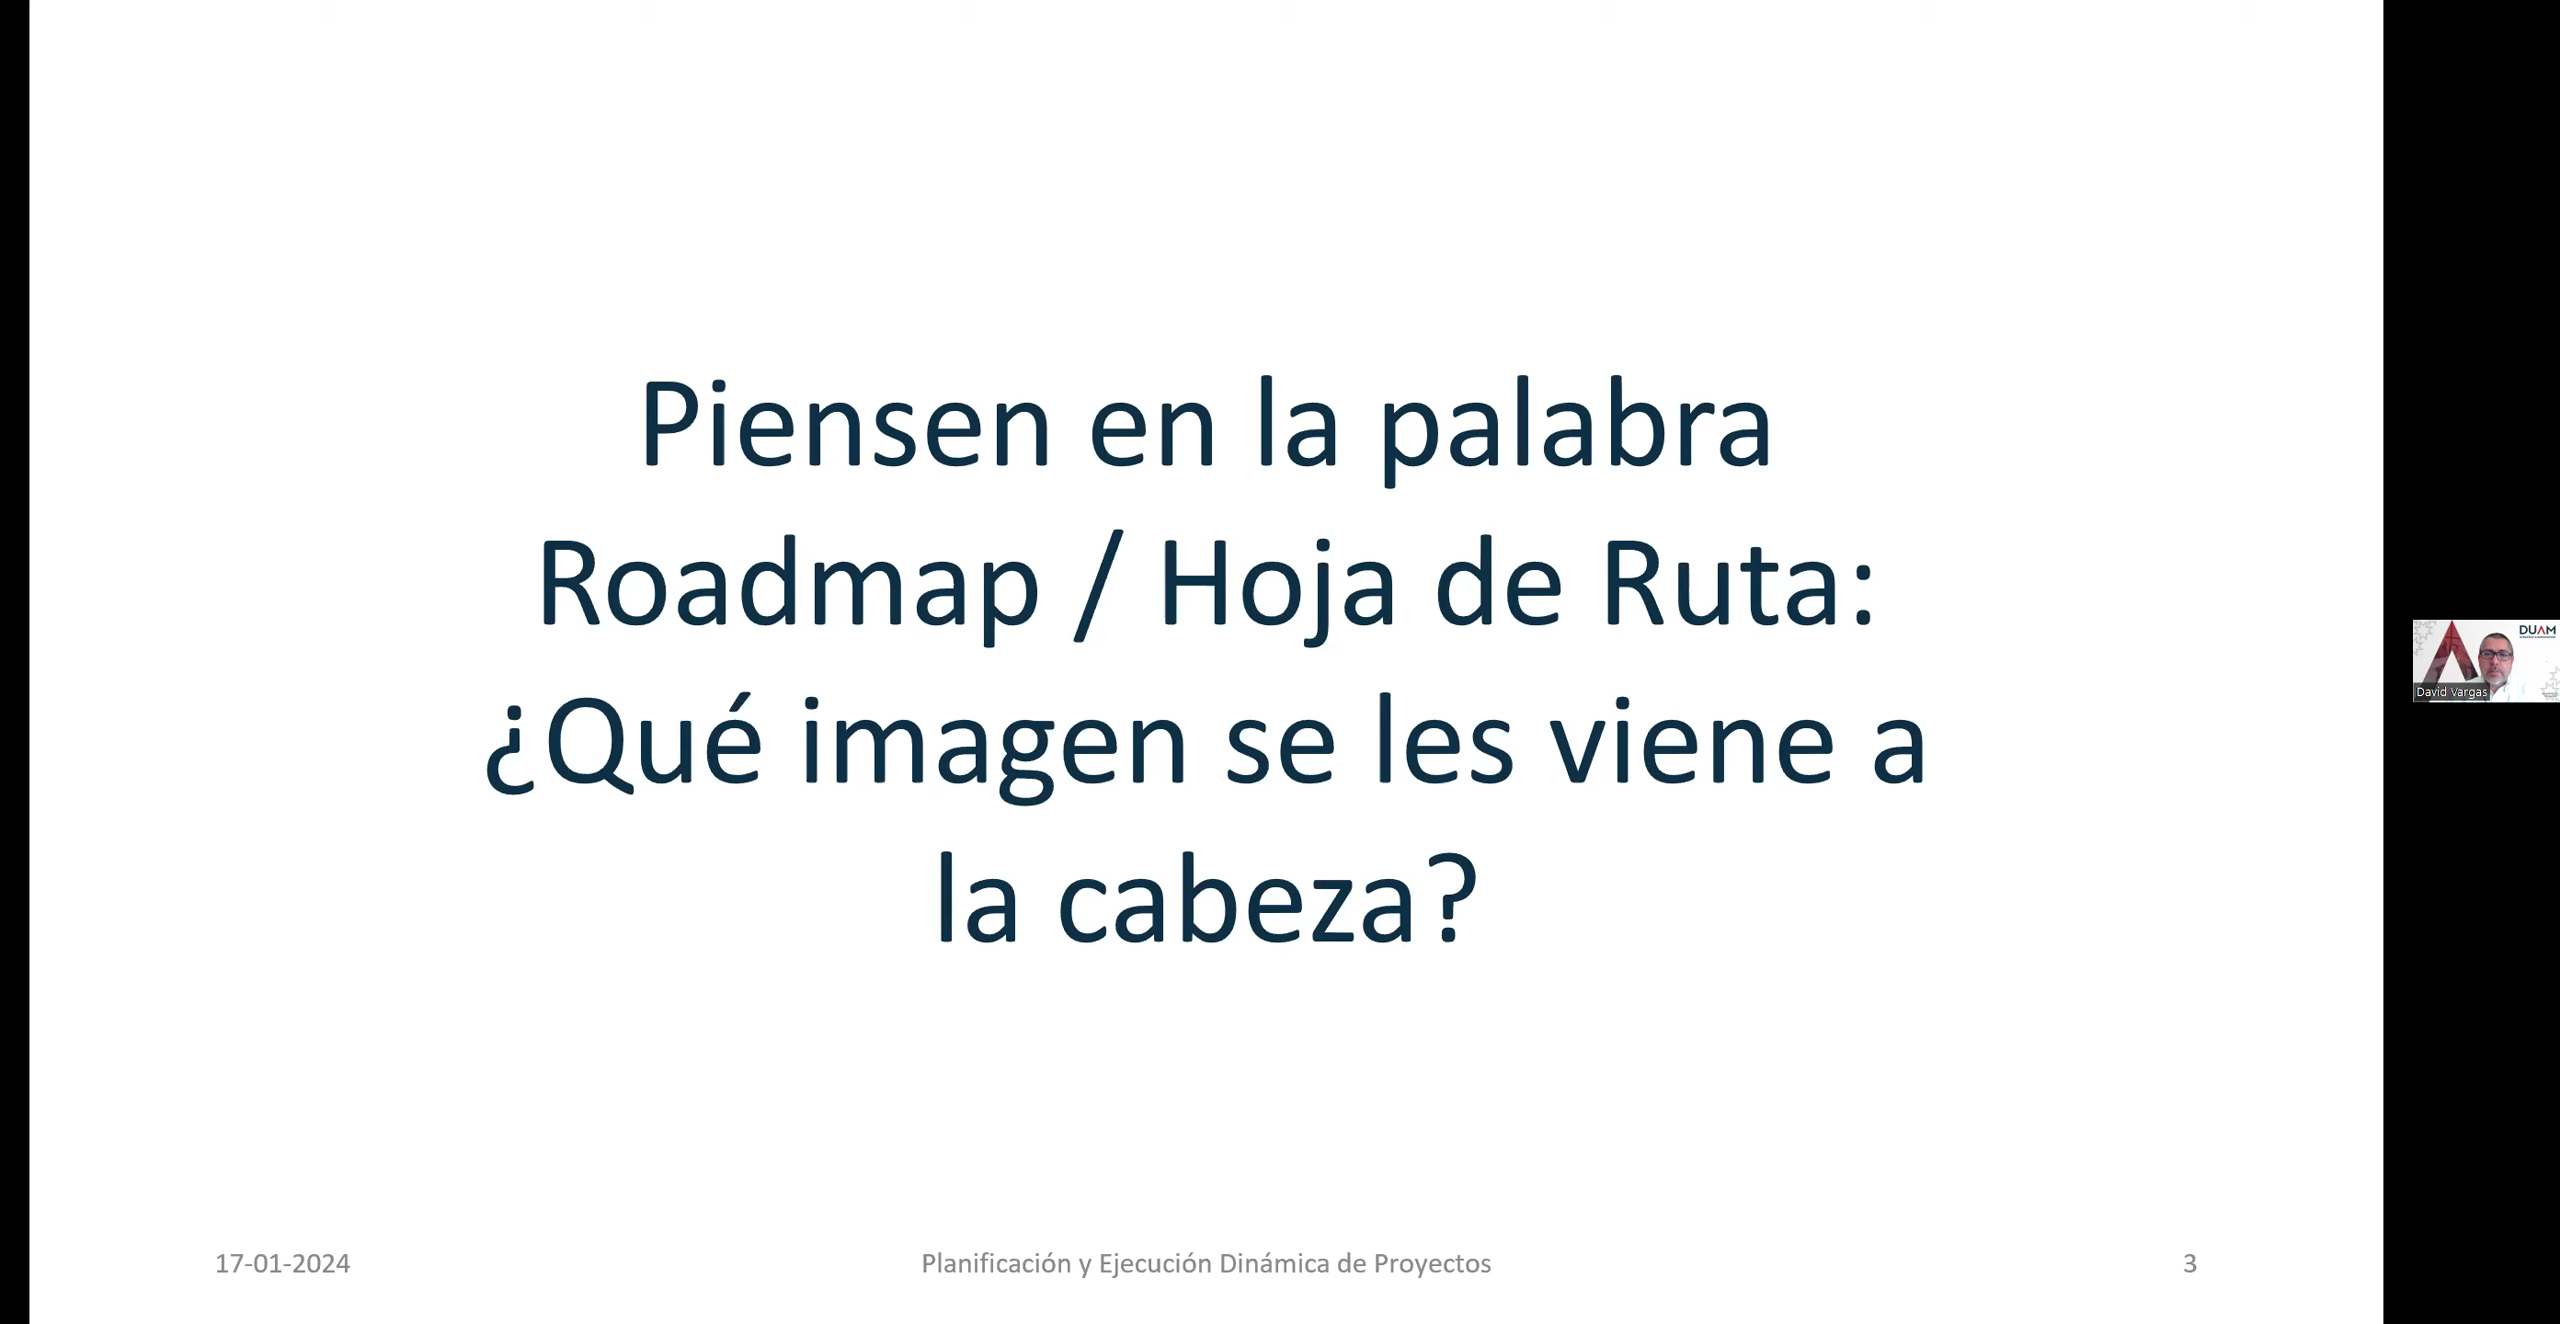 Piensen en la palabra
Roadmap / Hoja de Ruta:
¿Qué imagen se les viene a
la cabeza?
17-01-2024
Planificación y Ejecución Dinámica de Proyectos
3
DUAM
David Vargas